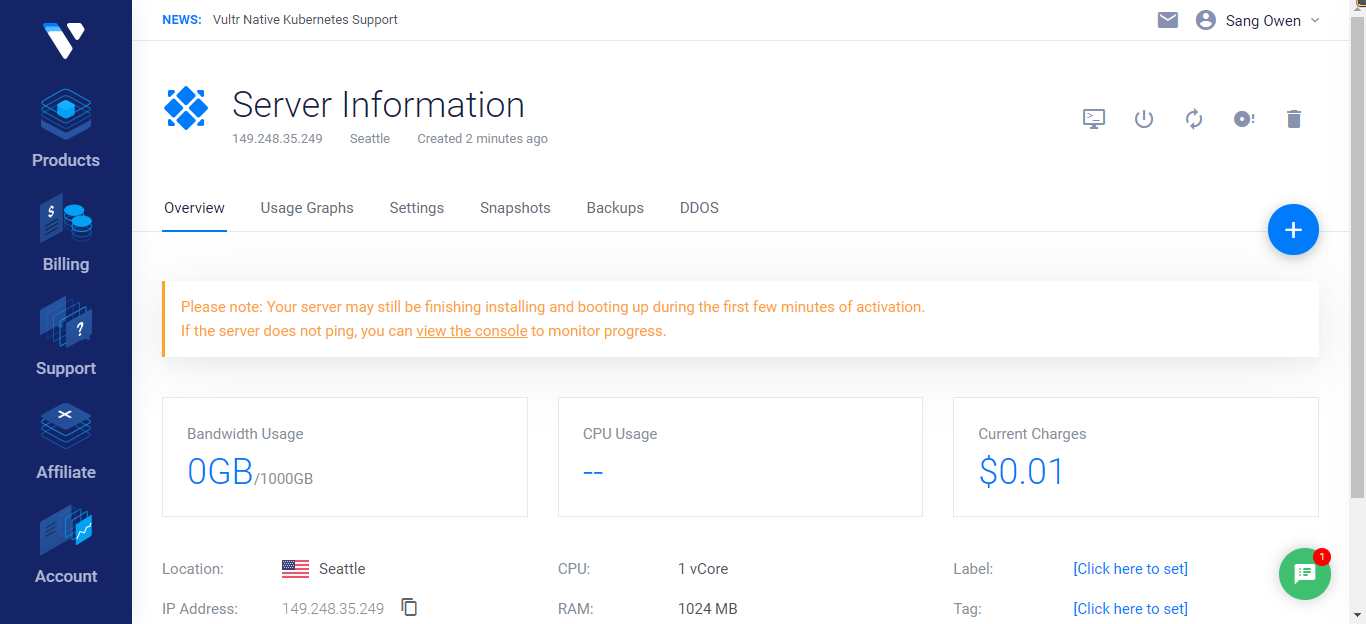 NEWS: Vultr Native Kubernetes Support
Sang Owen
Products
Billing
Support
Affiliate
Account
Server Information
149.248.35.249 Seattle Created 2 minutes ago
Overview Usage Graphs Settings Snapshots Backups DDOS
+
Please note: Your server may still be finishing installing and booting up during the first few minutes of activation.
If the server does not ping, you can view the console to monitor progress.
Bandwidth Usage
0GB/1000GB
CPU Usage
--
Current Charges
$0.01
Location: Seattle
CPU: 1 vCore
Label: [Click here to set]
IP Address: 149.248.35.249
RAM: 1024 MB
Tag: [Click here to set]
1